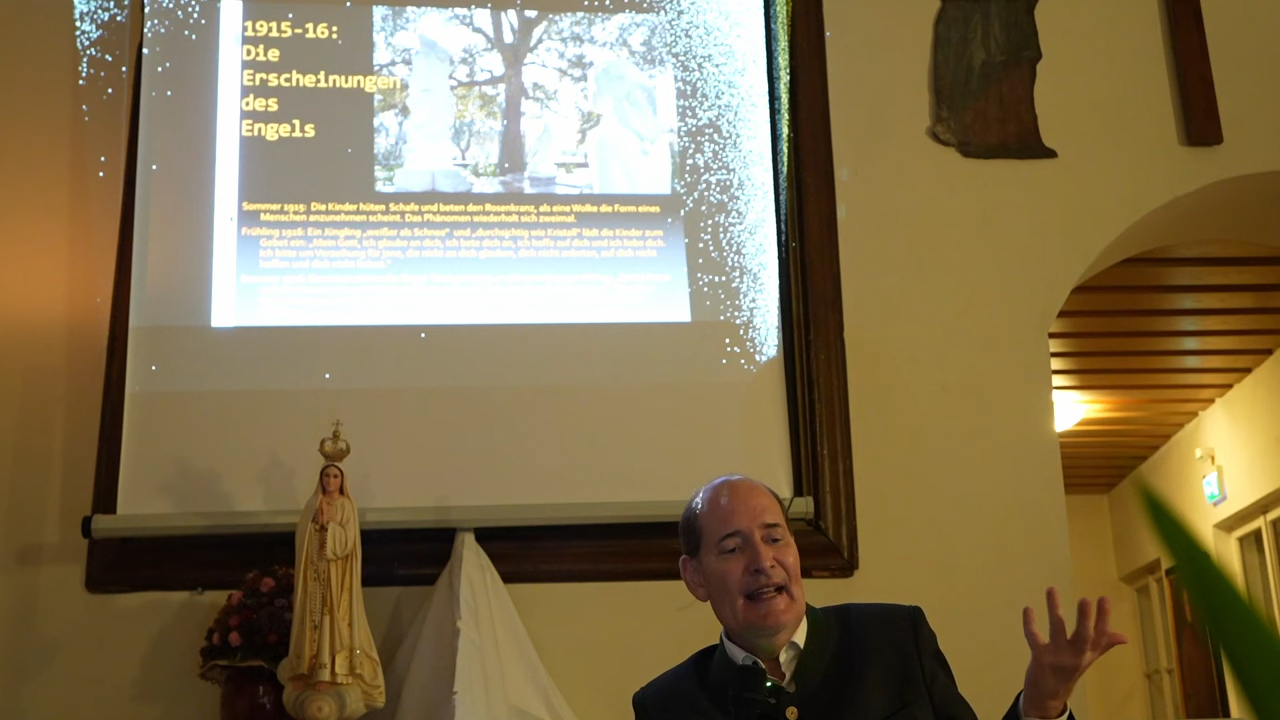 1915-16:
Die
Erscheinungen
des
Engels
Sommer 1915: Die Kinder hüten Schafe und beten den Rosenkranz, als eine Wolke die Form eines
Menschen anzunehmen scheint. Das Phänomen wiederholt sich zweimal.
Frühling 1916: Ein Jüngling „weißer als Schnee“ und „durchsichtig wie Kristall“ lädt die Kinder zum
Gebet ein: „Mein Gott, ich glaube an dich, ich bete dich an, ich hoffe auf dich und ich liebe dich.
Ich bitte um Verzeihung für jene, die nicht an dich glauben, dich nicht anbeten, auf dich nicht
hoffen und dich nicht lieben.“